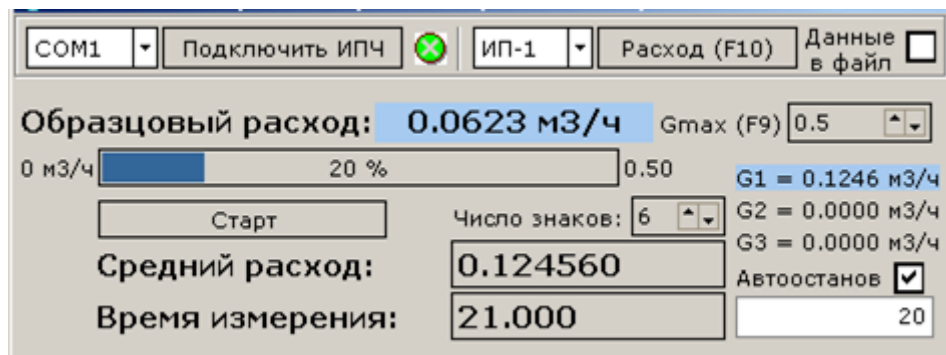 COM1 Подключить ИПЧ ИП-1 Расход (F10) Данные в файл
Образцовый расход: 0.0623 м3/ч Gmax (F9) 0.5
0 м3/ч 20 % 0.50
G1 = 0.1246 м3/ч
Старт Число знаков: 6 G2 = 0.0000 м3/ч
G3 = 0.0000 м3/ч
Средний расход: 0.124560
Автоостанов
Время измерения: 21.000 20